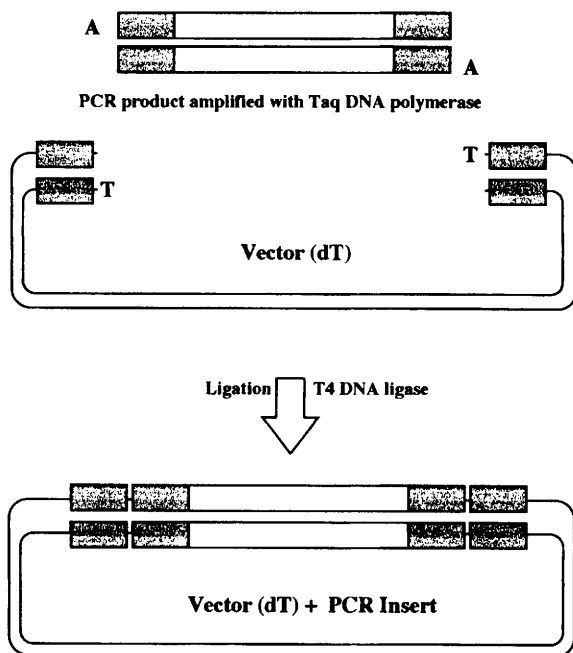 A
A
PCR product amplified with Taq DNA polymerase
T
T
Vector (dT)
Ligation T4 DNA ligase
Vector (dT) + PCR Insert